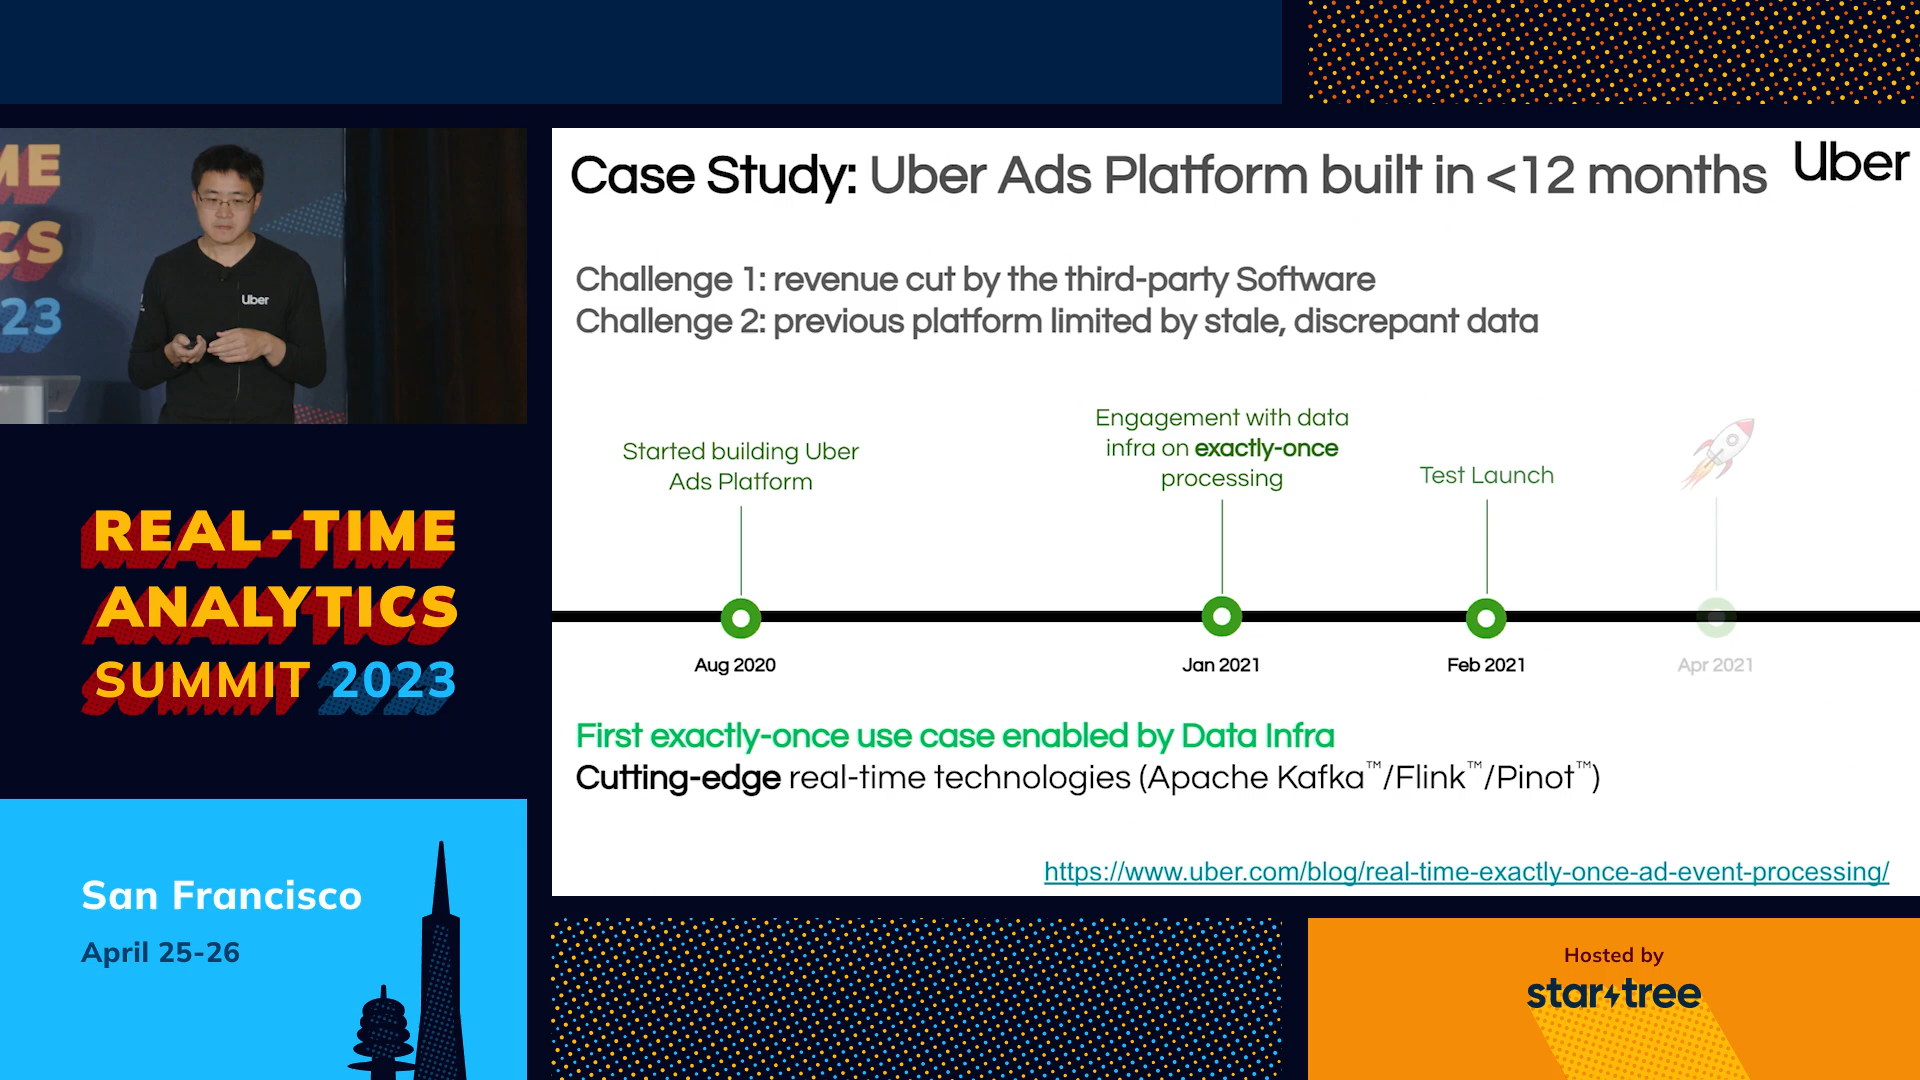 Case Study: Uber Ads Platform built in <12 months
Uber
Challenge 1: revenue cut by the third-party Software
Challenge 2: previous platform limited by stale, discrepant data
Started building Uber
Ads Platform
Engagement with data
infra on exactly-once
processing
Test Launch
Aug 2020
Jan 2021
Feb 2021
Apr 2021
First exactly-once use case enabled by Data Infra
Cutting-edge real-time technologies (Apache Kafka™/Flink™/Pinot™)
https://www.uber.com/blog/real-time-exactly-once-ad-event-processing/
ME
CS
23
Uber
REAL-TIME
ANALYTICS
SUMMIT 2023
San Francisco
April 25-26
Hosted by
startree